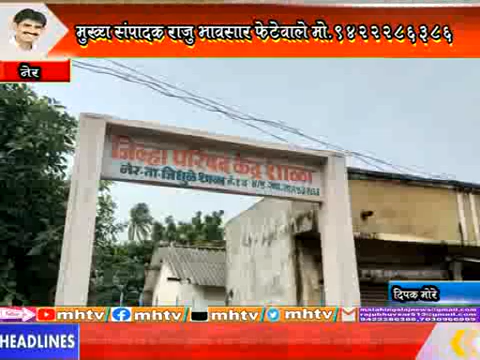 मुख्य संपादक राजु भावसार फेटेवाले मो.९४२२२८६३८६
नेर
जिल्हा परिषद केंद्र शाळा
नेर-ता-जि धुळे
दिपक मोरे
mhtv mhtv mhtv mhtv
HEADLINES